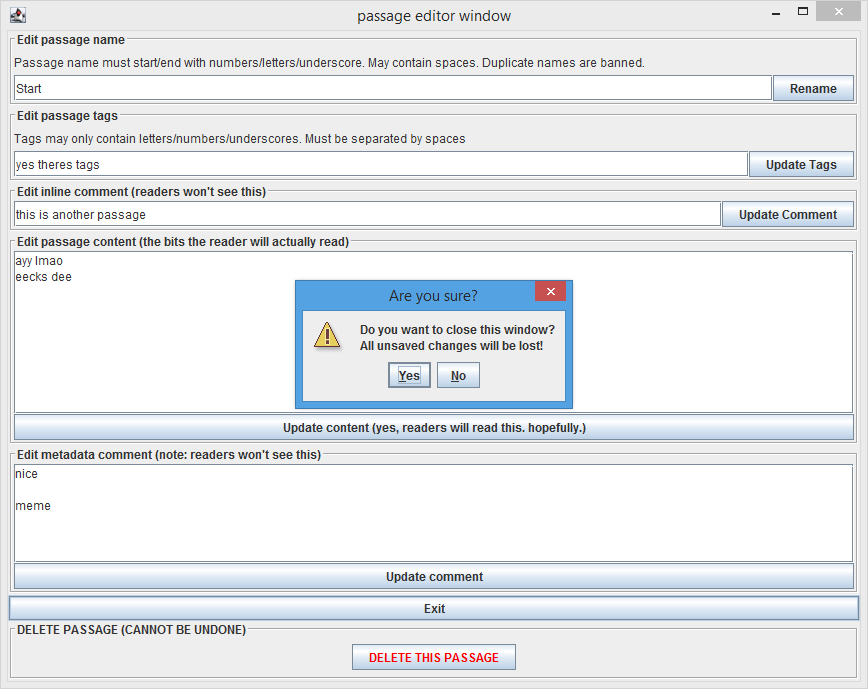 passage editor window
Edit passage name
Passage name must start/end with numbers/letters/underscore. May contain spaces. Duplicate names are banned.
Start
Rename
Edit passage tags
Tags may only contain letters/numbers/underscores. Must be separated by spaces
yes theres tags
Update Tags
Edit inline comment (readers won't see this)
this is another passage
Update Comment
Edit passage content (the bits the reader will actually read)
ayy lmao
eecks dee
Are you sure?
Do you want to close this window?
All unsaved changes will be lost!
Yes
No
Update content (yes, readers will read this. hopefully.)
Edit metadata comment (note: readers won't see this)
nice
meme
Update comment
Exit
DELETE PASSAGE (CANNOT BE UNDONE)
DELETE THIS PASSAGE